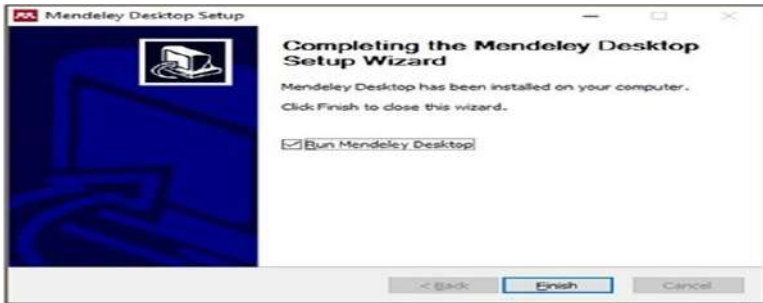 Mendeley Desktop Setup
Completing the Mendeley Desktop
Setup Wizard
Mendeley Desktop has been installed on your computer.
Click Finish to close this wizard.
Run Mendeley Desktop
< Back
Finish
Cancel